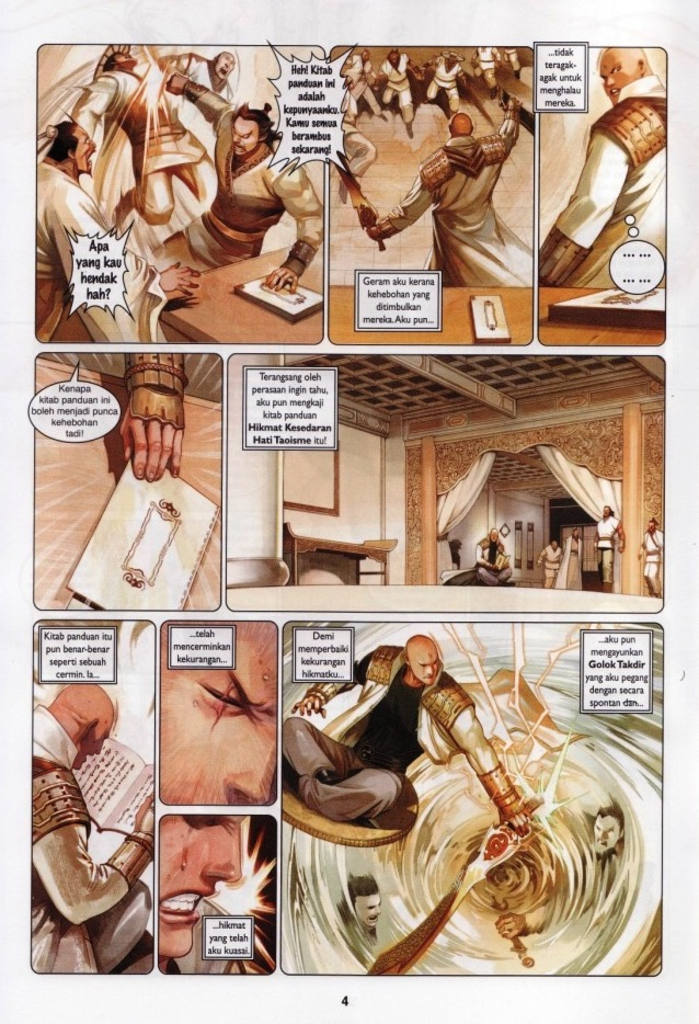 Heh! Kitab
panduan ini
adalah
kepunyaanku.
Kamu
berambus
sekarang!
Apa
yang kau
hendak
hah?
Geram aku kerana
kehebohan yang
ditimbulkan
mereka. Aku pun...
...tidak
teragak-
agak untuk
menghalau
mereka.
... ...
... ...
Kenapa
kitab panduan ini
boleh menjadi punca
kehebohan
tadi!
Terangsang oleh
perasaan ingin tahu,
aku pun mengkaji
kitab panduan
Hikmat Kesedaran
Hati Taoisme itu!
Kitab panduan itu
pun benar-benar
seperti sebuah
cermin. Ia...
...telah
mencerminkan
kekurangan...
...hikmat
yang telah
aku kuasai.
Demi
memperbaiki
kekurangan
hikmatku...
...aku pun
mengayunkan
Golok Takdir
yang aku pegang
dengan secara
spontan dan...
4